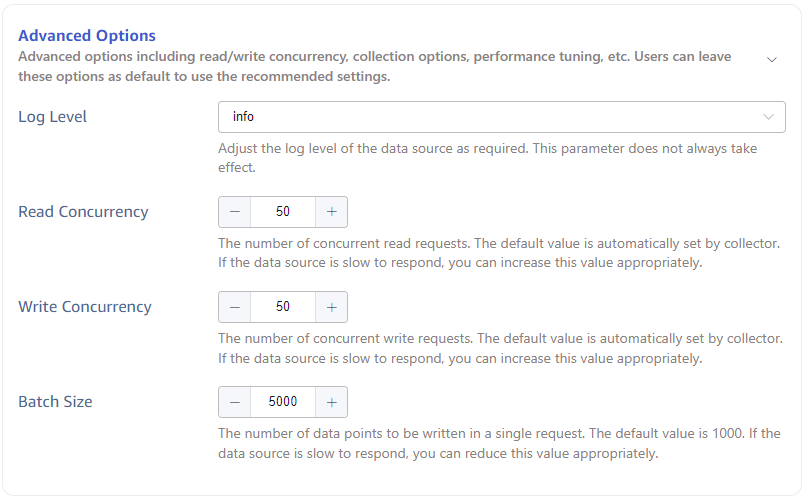 Advanced Options
Advanced options including read/write concurrency, collection options, performance tuning, etc. Users can leave
these options as default to use the recommended settings.
Log Level
info
Adjust the log level of the data source as required. This parameter does not always take
effect.
Read Concurrency
− 50 +
The number of concurrent read requests. The default value is automatically set by collector.
If the data source is slow to respond, you can increase this value appropriately.
Write Concurrency
− 50 +
The number of concurrent write requests. The default value is automatically set by collector.
If the data source is slow to respond, you can increase this value appropriately.
Batch Size
− 5000 +
The number of data points to be written in a single request. The default value is 1000. If the
data source is slow to respond, you can reduce this value appropriately.